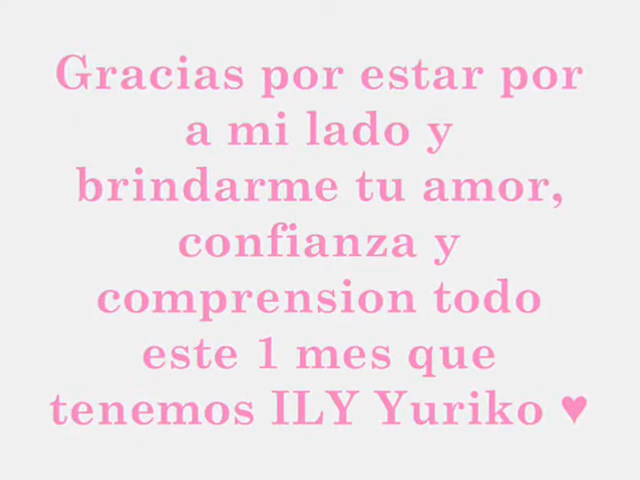 Gracias por estar por
a mi lado y
brindarme tu amor,
confianza y
comprension todo
este 1 mes que
tenemos ILY Yuriko ♥